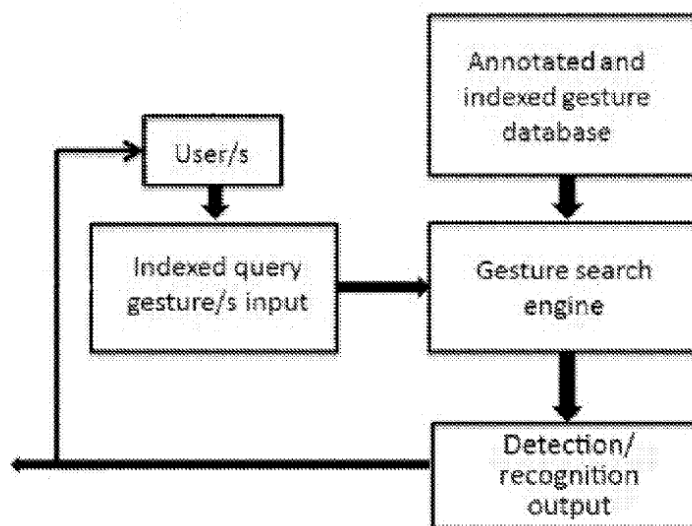 Annotated and
indexed gesture
database
User/s
Indexed query
gesture/s input
Gesture search
engine
Detection/
recognition
output